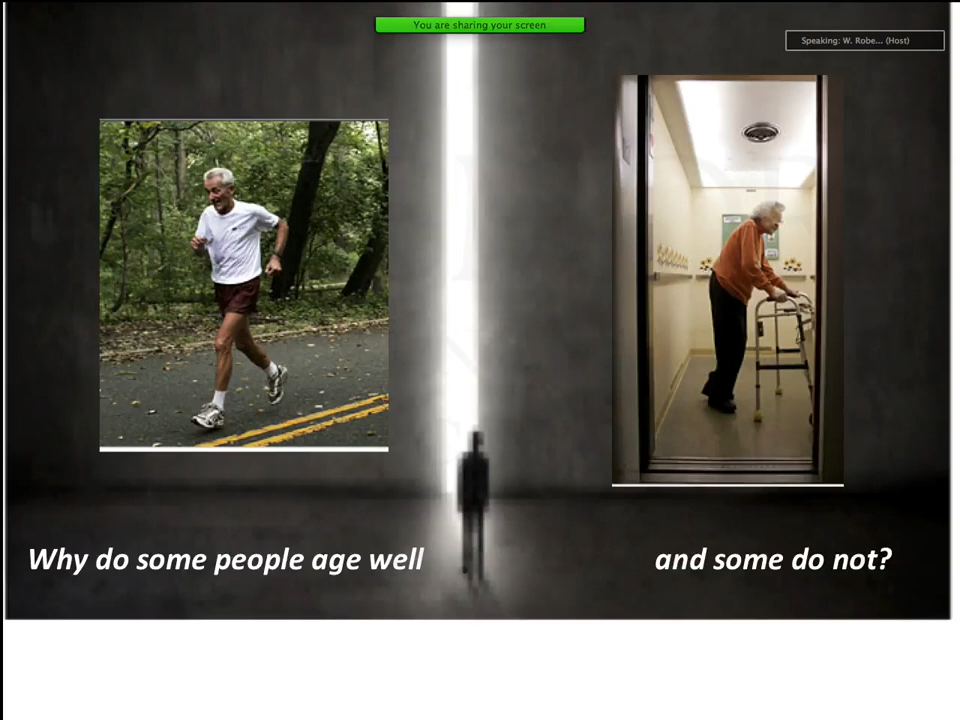 You are sharing your screen
Speaking: W. Robe... (Host)
Why do some people age well
and some do not?